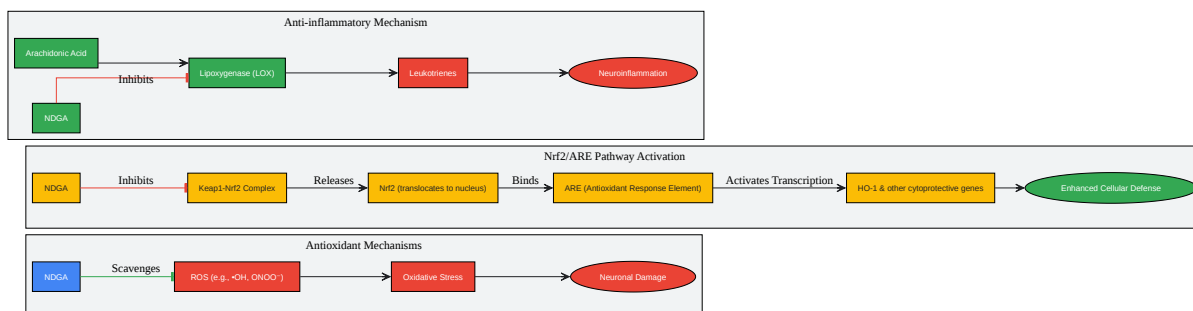 Anti-inflammatory Mechanism
Arachidonic Acid
Inhibits
Lipoxygenase (LOX)
Leukotrienes
Neuroinflammation
NDGA
Nrf2/ARE Pathway Activation
NDGA
Inhibits
Keap1-Nrf2 Complex
Releases
Nrf2 (translocates to nucleus)
Binds
ARE (Antioxidant Response Element)
Activates Transcription
HO-1 & other cytoprotective genes
Enhanced Cellular Defense
Antioxidant Mechanisms
NDGA
Scavenges
ROS (e.g., •OH, ONOO⁻)
Oxidative Stress
Neuronal Damage